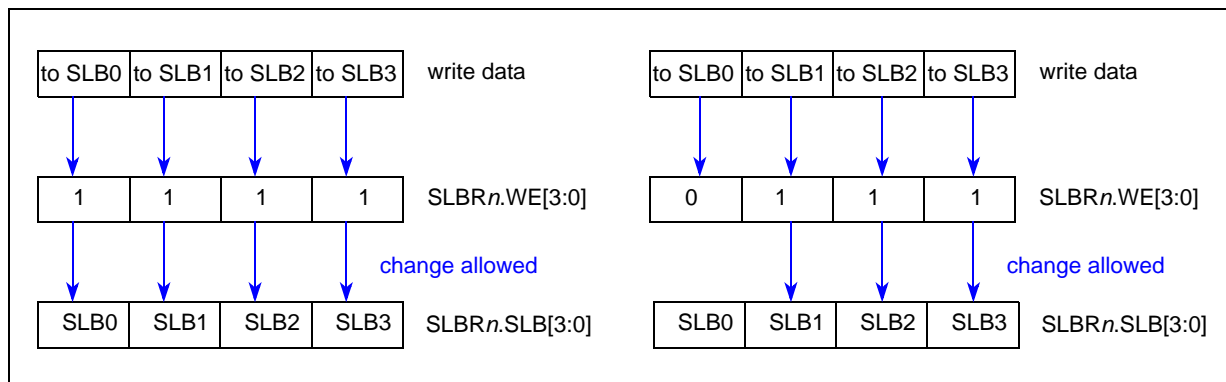 to SLB0 to SLB1 to SLB2 to SLB3 write data
1 1 1 1 SLBRn.WE[3:0]
change allowed
SLB0 SLB1 SLB2 SLB3 SLBRn.SLB[3:0]
to SLB0 to SLB1 to SLB2 to SLB3 write data
0 1 1 1 SLBRn.WE[3:0]
change allowed
SLB0 SLB1 SLB2 SLB3 SLBRn.SLB[3:0]